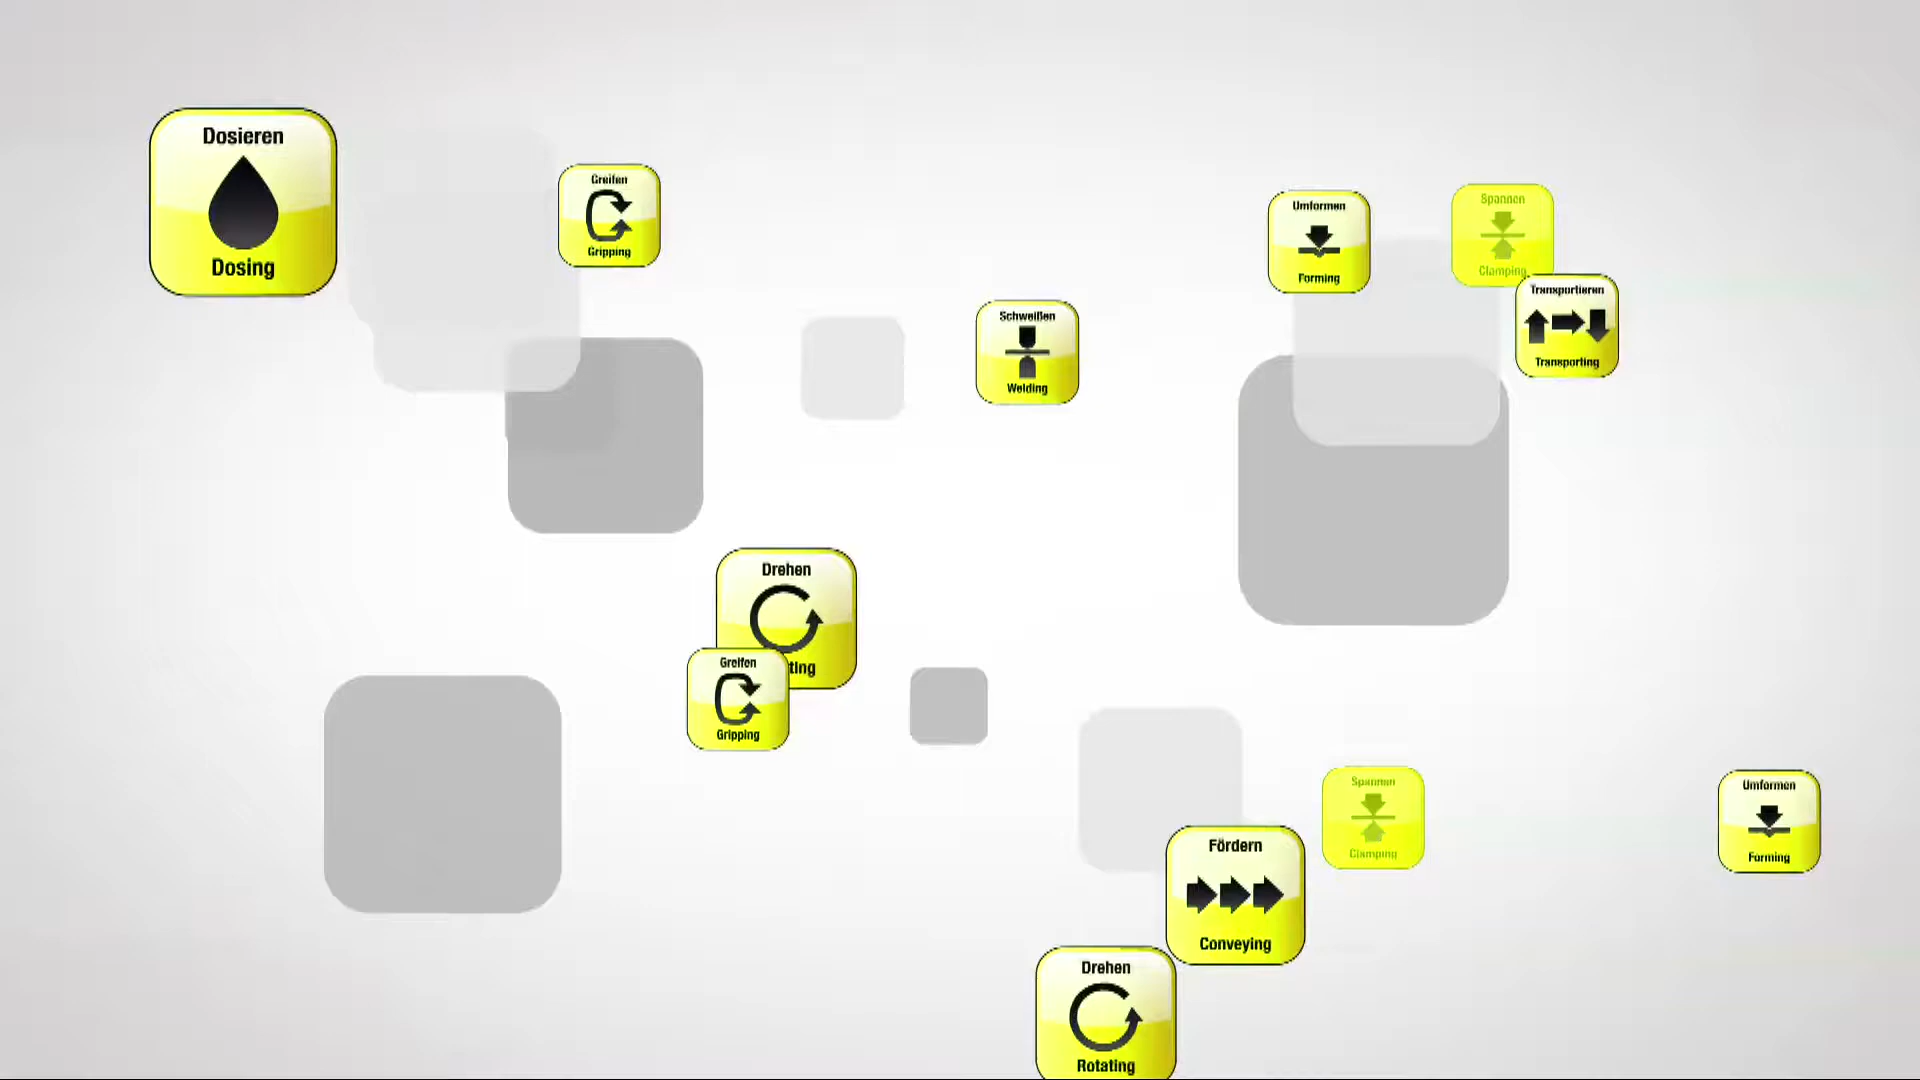 Dosieren
Dosing
Greifen
Gripping
Umformen
Forming
Spannen
Clamping
Transportieren
Transporting
Schweißen
Welding
Drehen
ting
Greifen
Gripping
Spannen
Clamping
Umformen
Forming
Fördern
Conveying
Drehen
Rotating